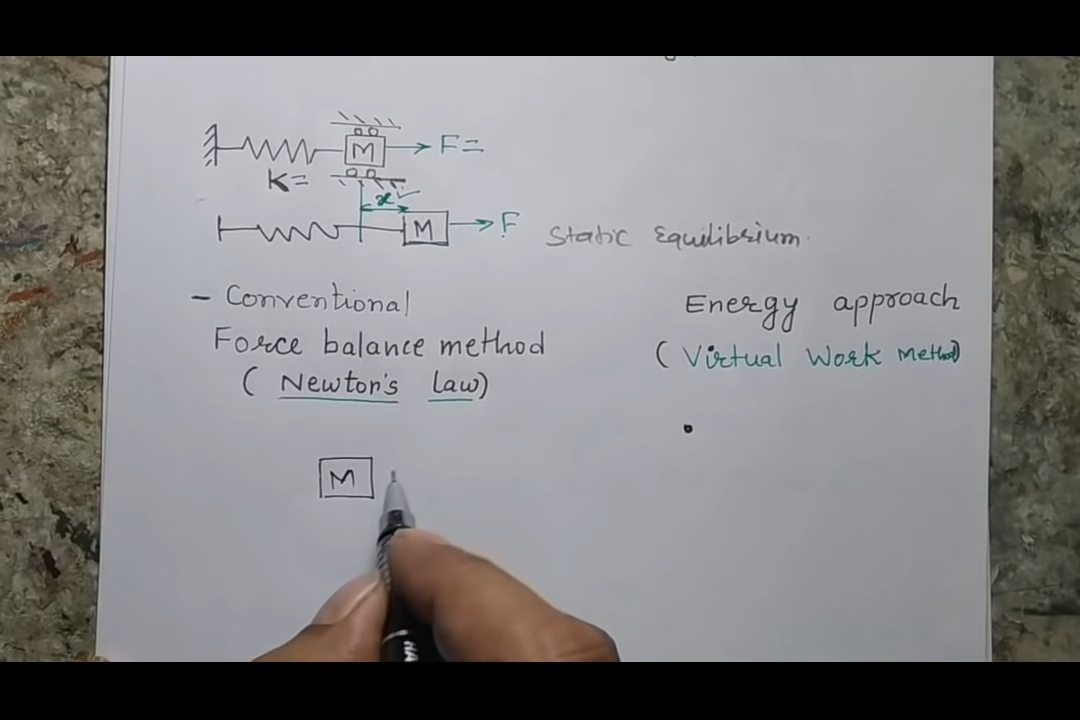 M F=
K=
x
M F Static Equilibrium.
- Conventional
Force balance method
( Newton's Law)
Energy approach
( Virtual Work Method)
M